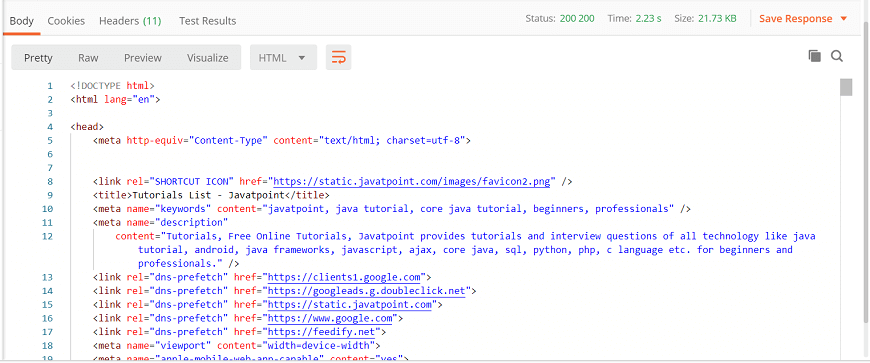 Body Cookies Headers (11) Test Results Status: 200 200 Time: 2.23 s Size: 21.73 KB Save Response
Pretty Raw Preview Visualize HTML
1 <!DOCTYPE html>
2 <html lang="en">
3
4 <head>
5 <meta http-equiv="Content-Type" content="text/html; charset=utf-8">
6
7
8 <link rel="SHORTCUT ICON" href="https://static.javatpoint.com/images/favicon2.png" />
9 <title>Tutorials List - Javatpoint</title>
10 <meta name="keywords" content="javatpoint, java tutorial, core java tutorial, beginners, professionals" />
11 <meta name="description"
12 content="Tutorials, Free Online Tutorials, Javatpoint provides tutorials and interview questions of all technology like java
tutorial, android, java frameworks, javascript, ajax, core java, sql, python, php, c language etc. for beginners and
professionals." />
13 <link rel="dns-prefetch" href="https://clients1.google.com">
14 <link rel="dns-prefetch" href="https://googleads.g.doubleclick.net">
15 <link rel="dns-prefetch" href="https://static.javatpoint.com">
16 <link rel="dns-prefetch" href="https://www.google.com">
17 <link rel="dns-prefetch" href="https://feedify.net">
18 <meta name="viewport" content="width=device-width">
19 <meta name="apple-mobile-web-app-capable" content="yes">